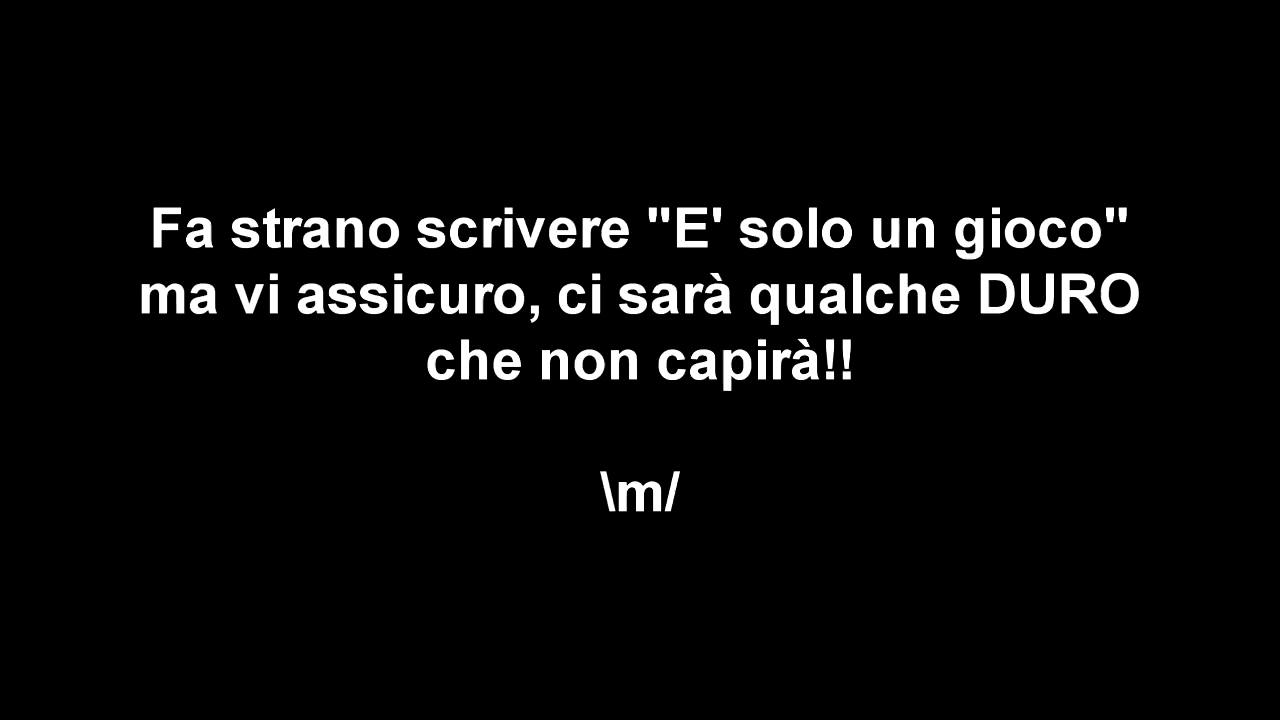 Fa strano scrivere "E' solo un gioco"
ma vi assicuro, ci sarà qualche DURO
che non capirà!!
\m/